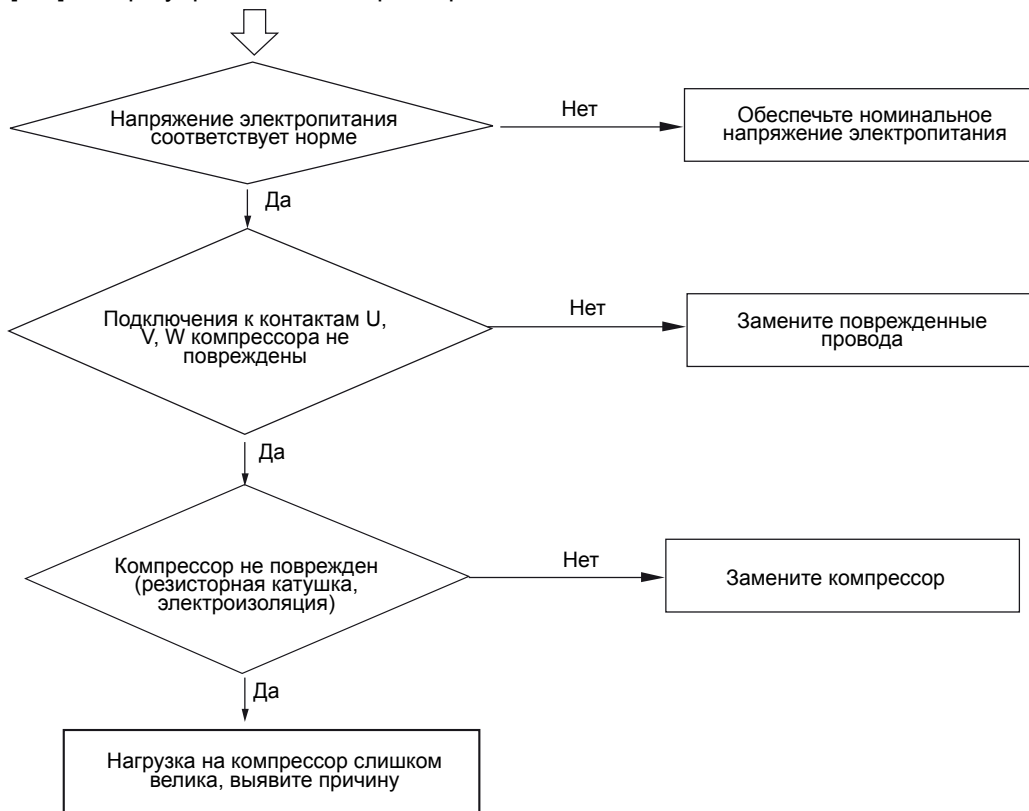 Напряжение электропитания
соответствует норме
Нет
Обеспечьте номинальное
напряжение электропитания
Да
Подключения к контактам U,
V, W компрессора не
повреждены
Нет
Замените поврежденные
провода
Да
Компрессор не поврежден
(резисторная катушка,
электроизоляция)
Нет
Замените компрессор
Да
Нагрузка на компрессор слишком
велика, выявите причину